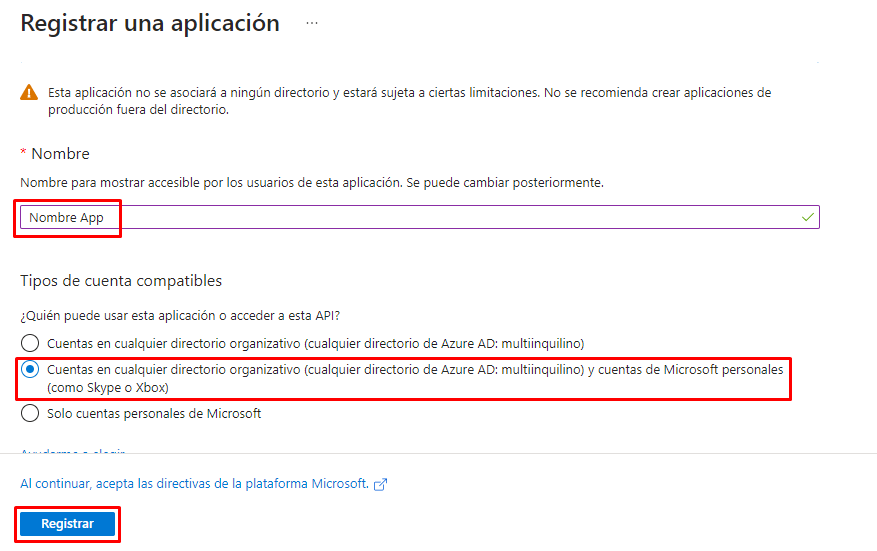 Registrar una aplicación ...
Esta aplicación no se asociará a ningún directorio y estará sujeta a ciertas limitaciones. No se recomienda crear aplicaciones de
producción fuera del directorio.
* Nombre
Nombre para mostrar accesible por los usuarios de esta aplicación. Se puede cambiar posteriormente.
Nombre App
Tipos de cuenta compatibles
¿Quién puede usar esta aplicación o acceder a esta API?
Cuentas en cualquier directorio organizativo (cualquier directorio de Azure AD: multiinquilino)
Cuentas en cualquier directorio organizativo (cualquier directorio de Azure AD: multiinquilino) y cuentas de Microsoft personales
(como Skype o Xbox)
Solo cuentas personales de Microsoft
Al continuar, acepta las directivas de la plataforma Microsoft.
Registrar